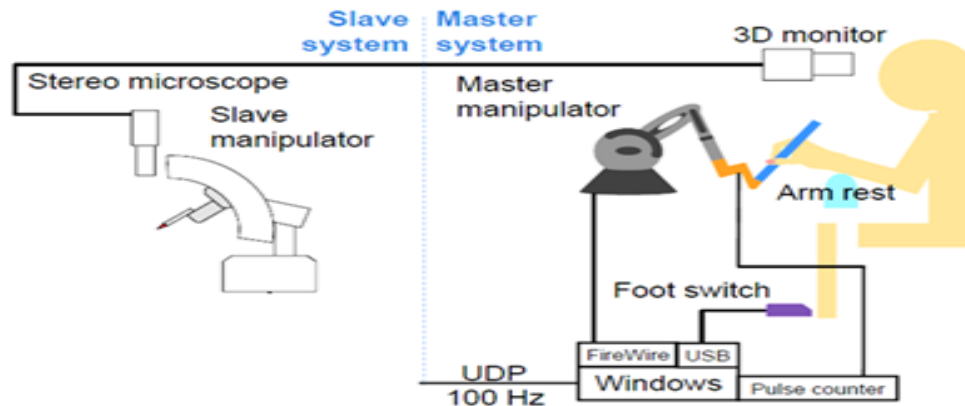 Slave
system
Master
system
3D monitor
Stereo microscope
Slave
manipulator
Master
manipulator
Arm rest
Foot switch
FireWire
USB
UDP
100 Hz
Windows
Pulse counter